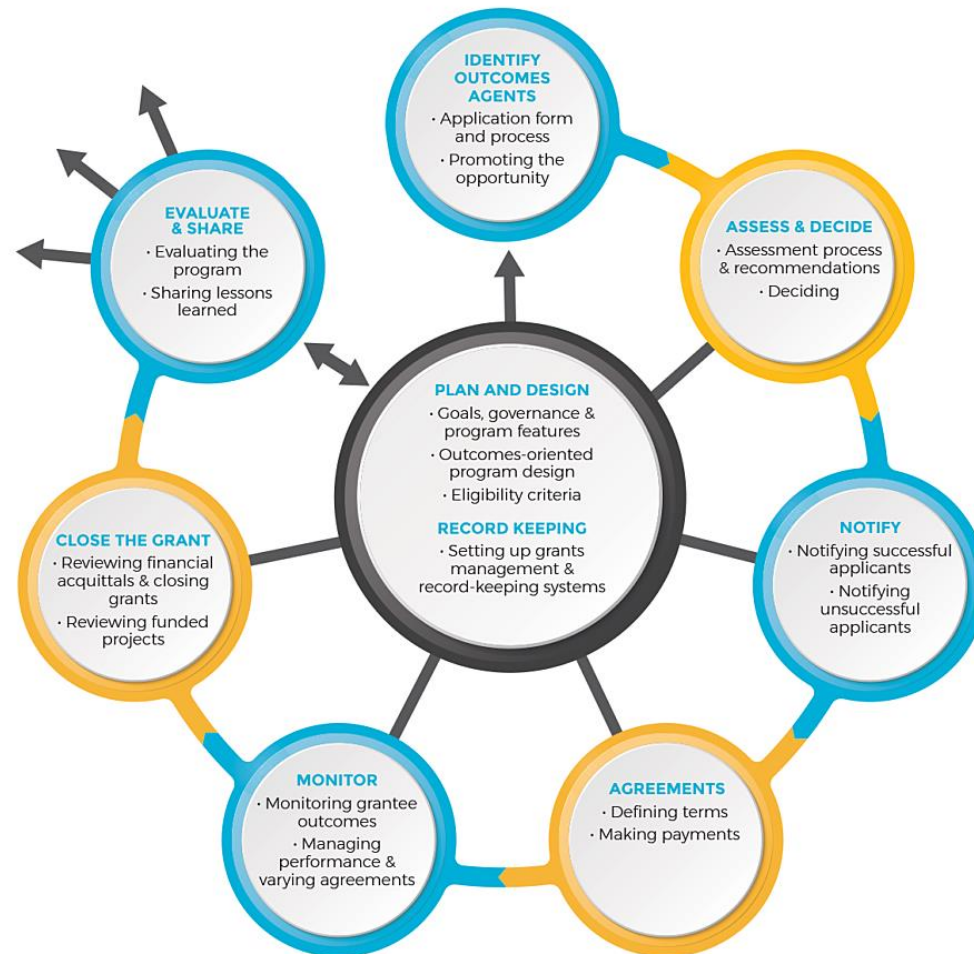 IDENTIFY
OUTCOMES
AGENTS
• Application form
and process
• Promoting the
opportunity
ASSESS & DECIDE
• Assessment process
& recommendations
• Deciding
NOTIFY
• Notifying successful
applicants
• Notifying
unsuccessful
applicants
AGREEMENTS
• Defining terms
• Making payments
MONITOR
• Monitoring grantee
outcomes
• Managing
performance &
varying agreements
CLOSE THE GRANT
• Reviewing financial
acquittals & closing
grants
• Reviewing funded
projects
EVALUATE
& SHARE
• Evaluating the
program
• Sharing lessons
learned
PLAN AND DESIGN
• Goals, governance &
program features
• Outcomes-oriented
program design
• Eligibility criteria
RECORD KEEPING
• Setting up grants
management &
record-keeping systems